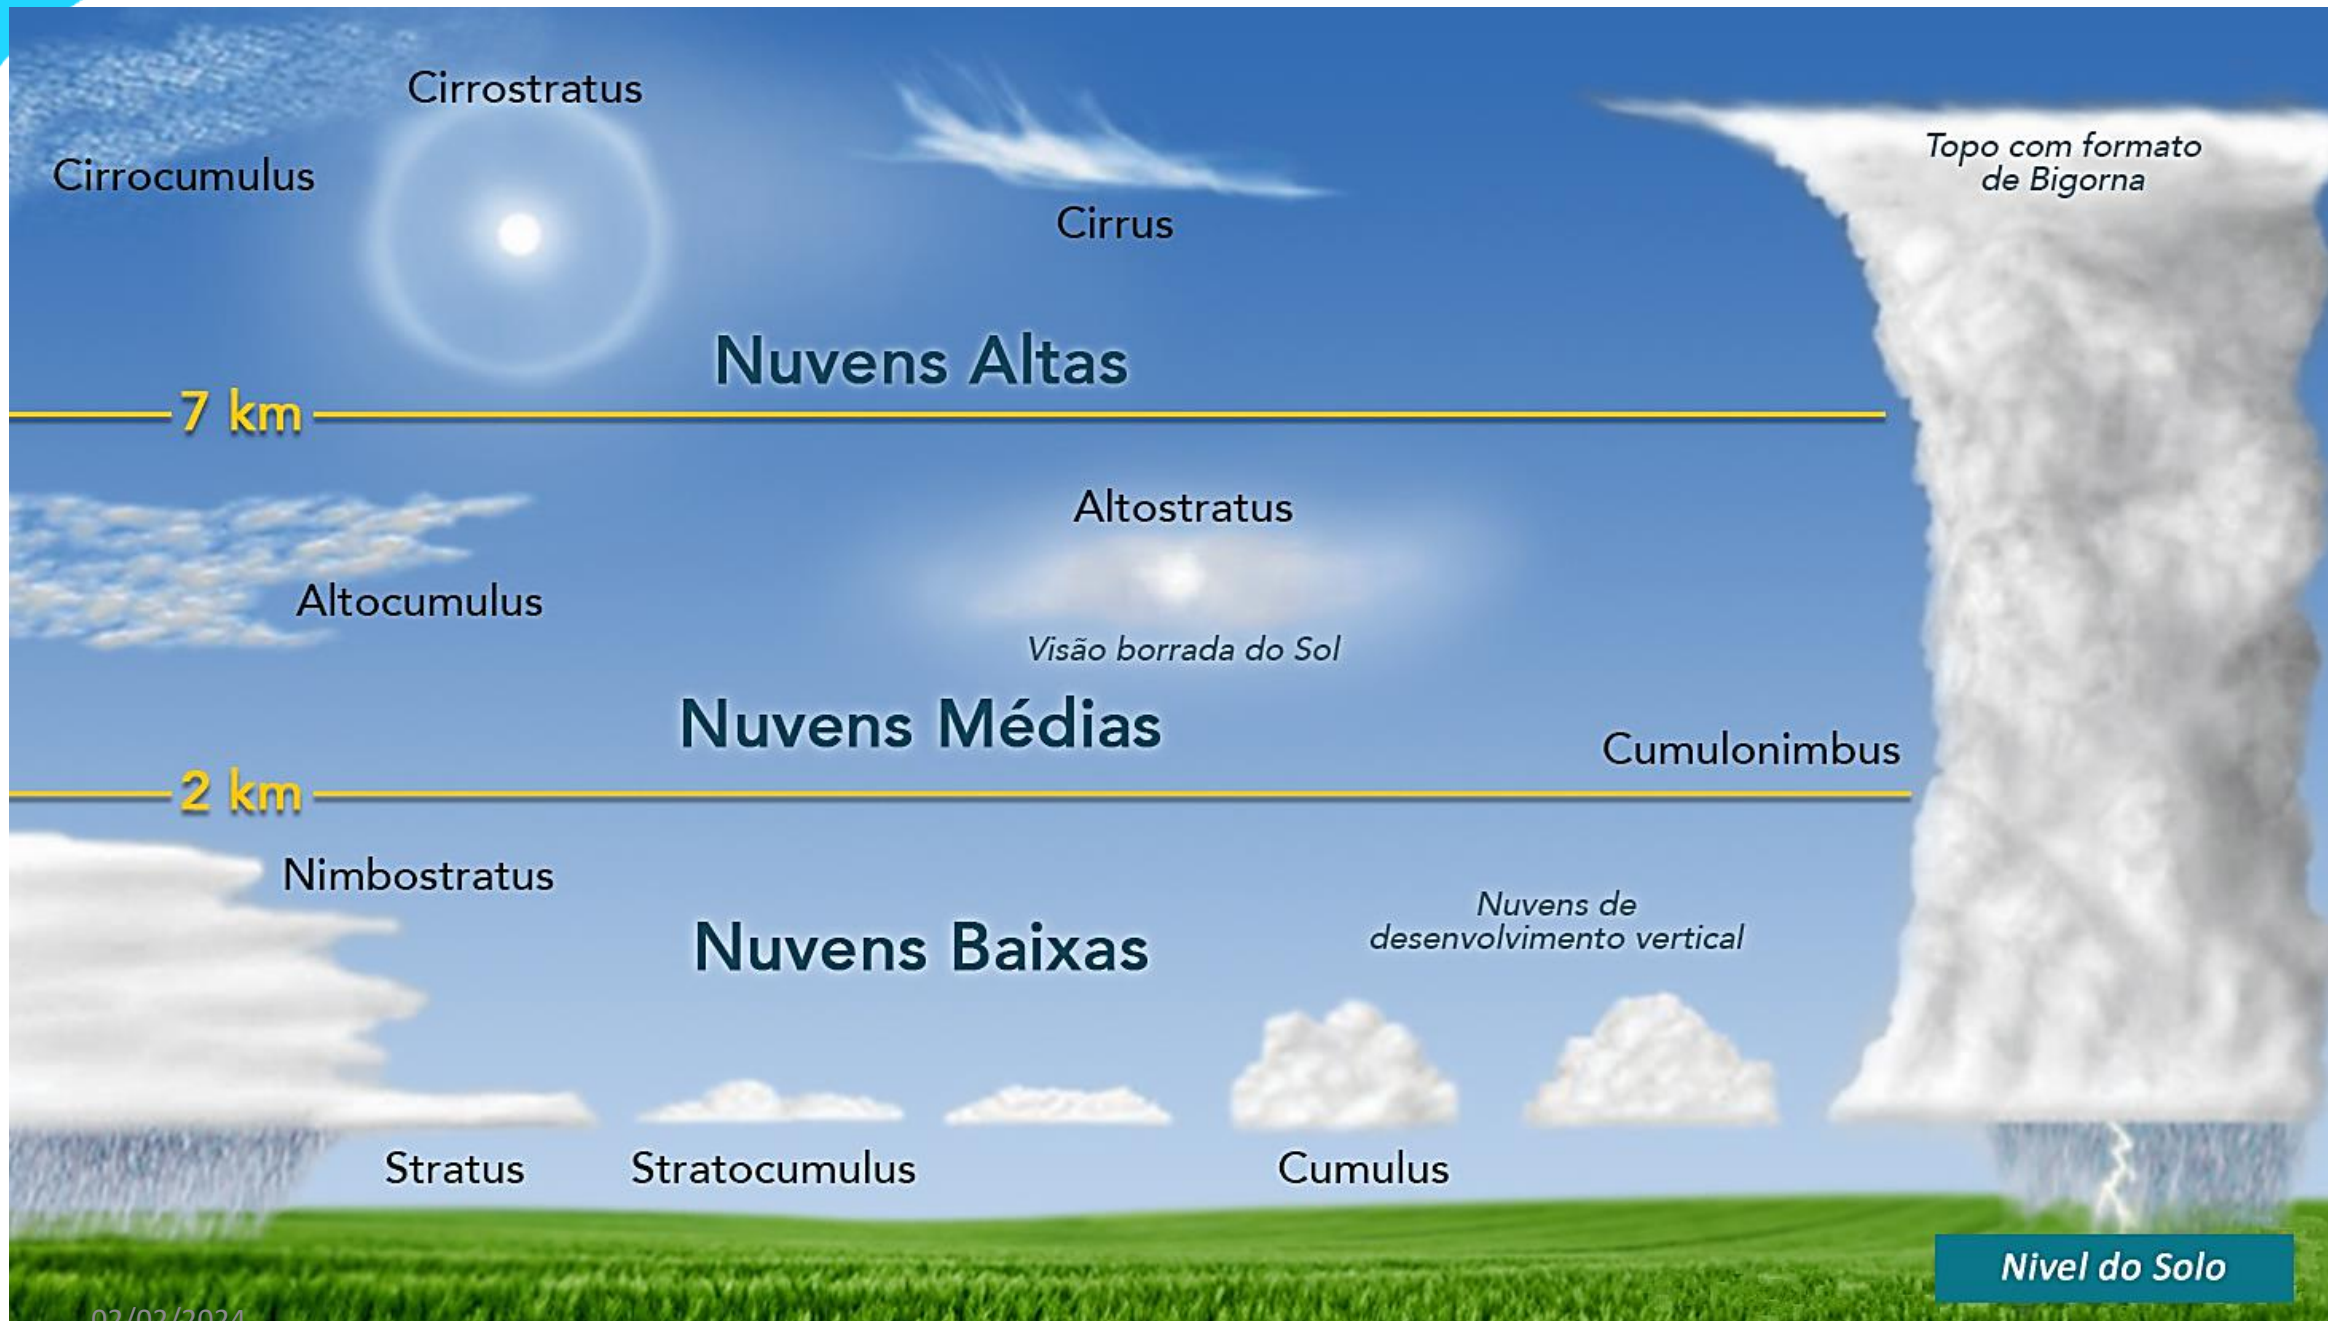 Cirrostratus
Cirrocumulus
Cirrus
Topo com formato
de Bigorna
Nuvens Altas
7 km
Altostratus
Altocumulus
Visão borrada do Sol
Nuvens Médias
Cumulonimbus
2 km
Nimbostratus
Nuvens Baixas
Nuvens de
desenvolvimento vertical
Stratus
Stratocumulus
Cumulus
Nivel do Solo